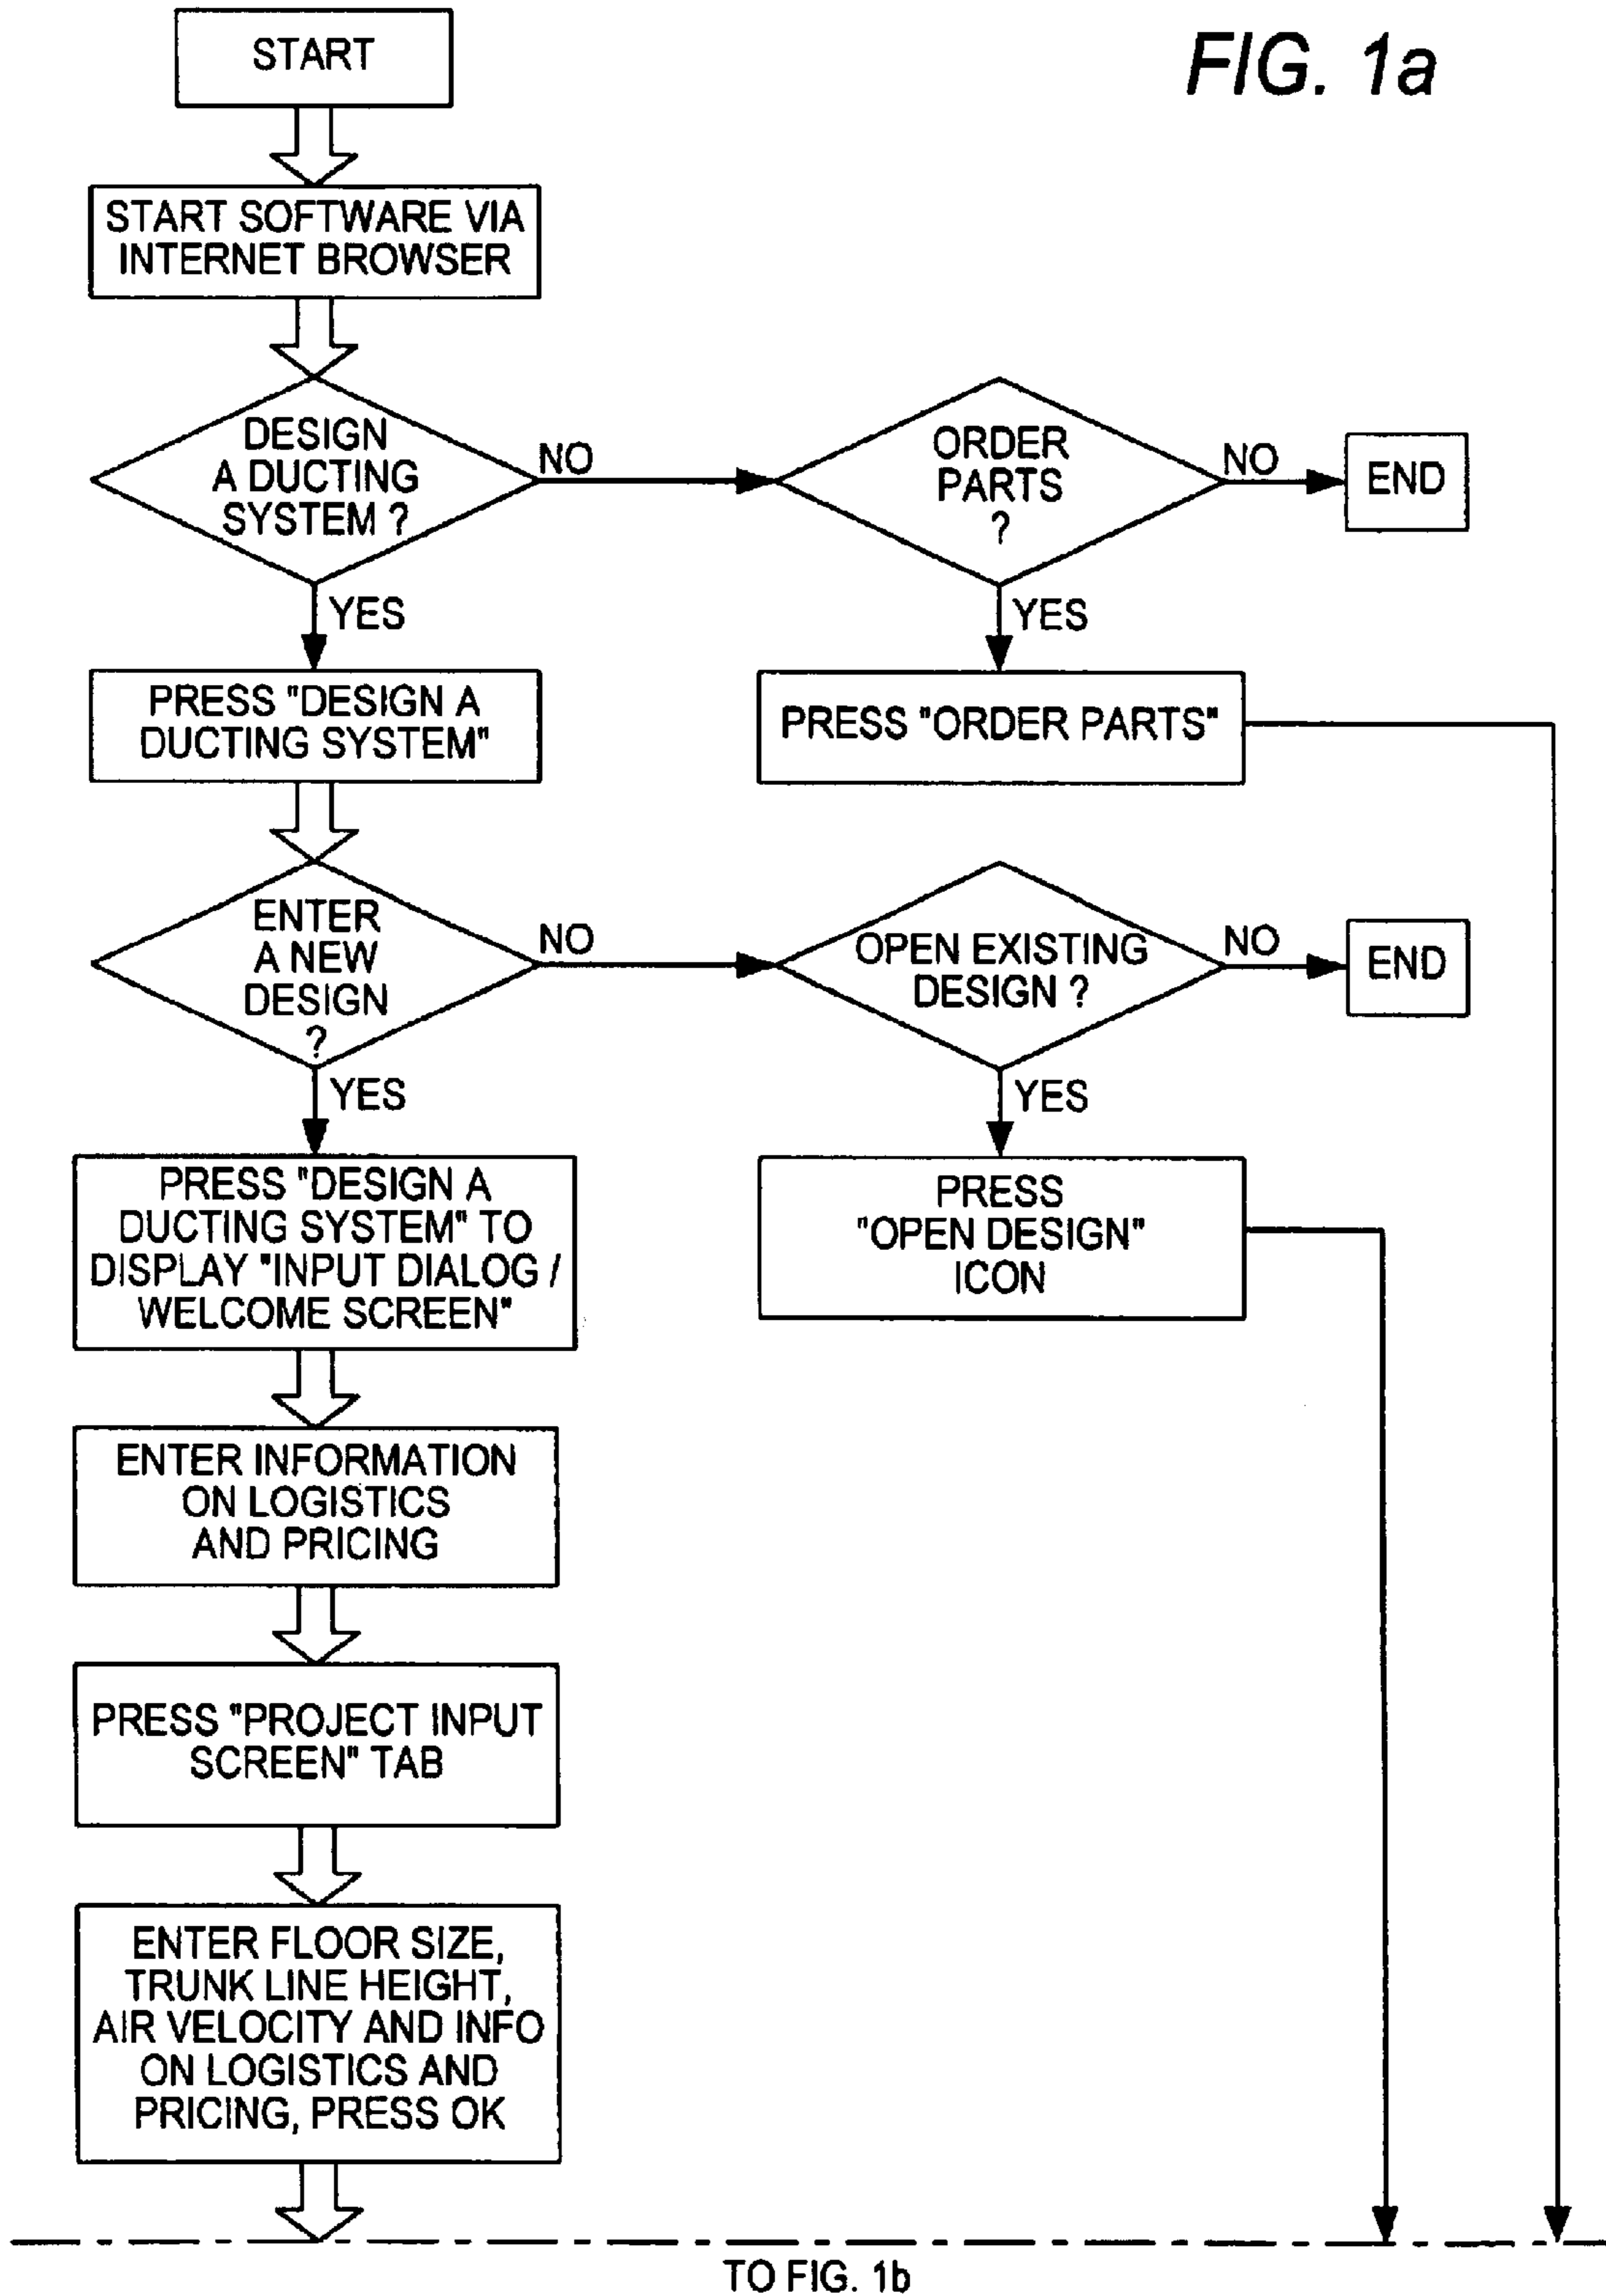 FIG. 1a
START
START SOFTWARE VIA
INTERNET BROWSER
DESIGN
A DUCTING
SYSTEM ?
NO
ORDER
PARTS
?
NO
END
YES
YES
PRESS "DESIGN A
DUCTING SYSTEM"
PRESS "ORDER PARTS"
ENTER
A NEW
DESIGN
?
NO
OPEN EXISTING
DESIGN ?
NO
END
YES
YES
PRESS "DESIGN A
DUCTING SYSTEM" TO
DISPLAY "INPUT DIALOG /
WELCOME SCREEN"
PRESS
"OPEN DESIGN"
ICON
ENTER INFORMATION
ON LOGISTICS
AND PRICING
PRESS "PROJECT INPUT
SCREEN" TAB
ENTER FLOOR SIZE,
TRUNK LINE HEIGHT,
AIR VELOCITY AND INFO
ON LOGISTICS AND
PRICING, PRESS OK
TO FIG. 1b